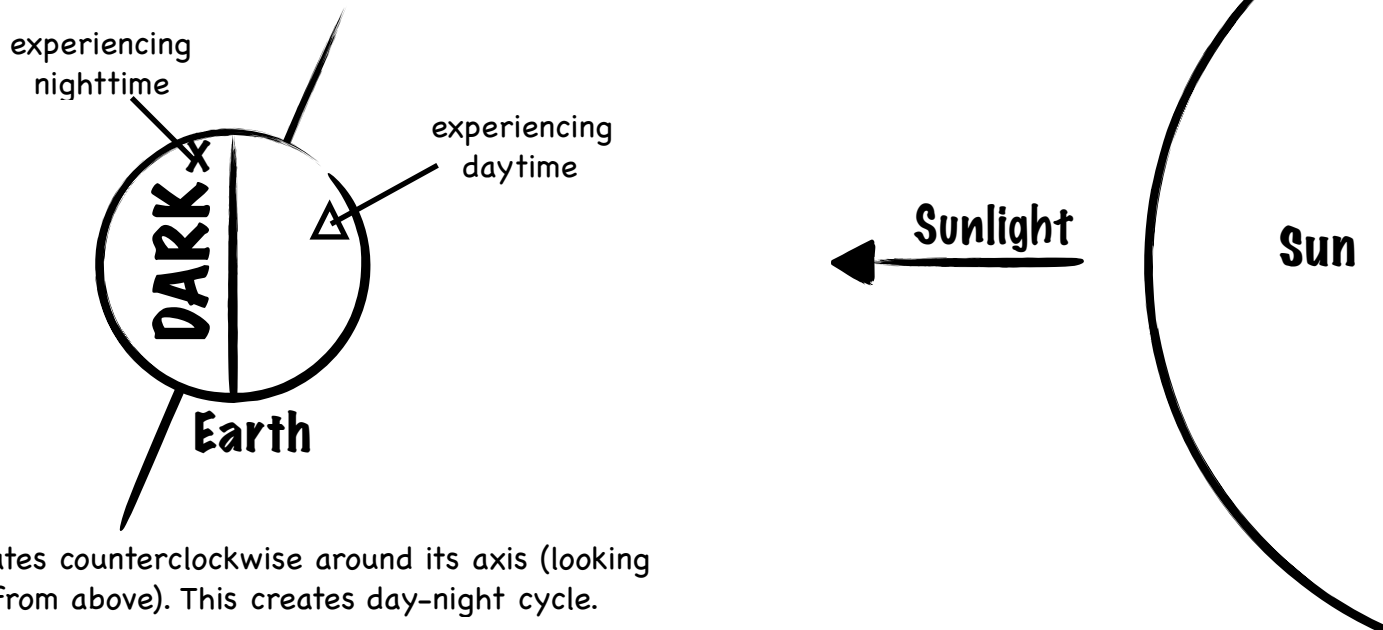 experiencing
nighttime
experiencing
daytime
DARK
x
Sunlight
Sun
Earth
counterclockwise around its axis (looking
from above). This creates day-night cycle.